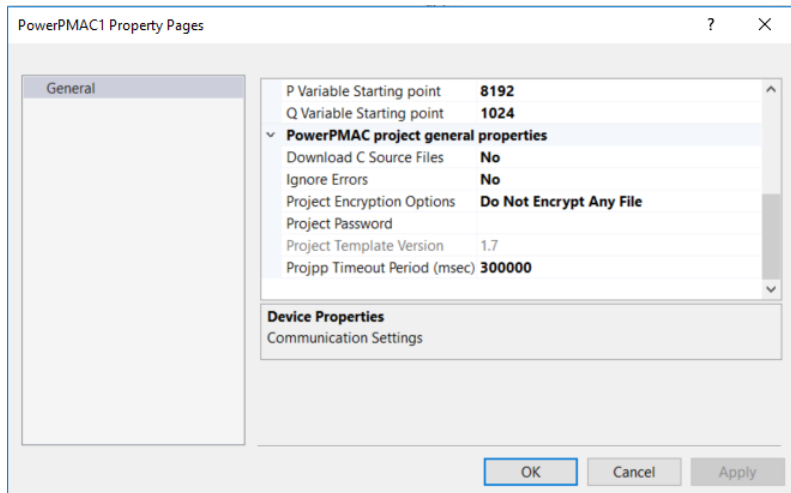 PowerPMAC1 Property Pages
General
P Variable Starting point 8192
Q Variable Starting point 1024
PowerPMAC project general properties
Download C Source Files No
Ignore Errors No
Project Encryption Options Do Not Encrypt Any File
Project Password
Project Template Version 1.7
Projpp Timeout Period (msec) 300000
Device Properties
Communication Settings
OK Cancel Apply